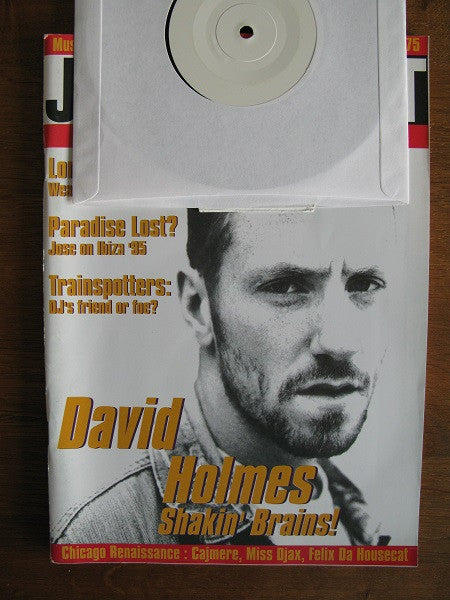 75
Paradise Lost?
Jose on Ibiza '95
Trainspotters:
DJ's friend or foe?
David
Holmes
Shakin' Brains!
Chicago Renaissance : Cajmere, Miss Djax, Felix Da Housecat